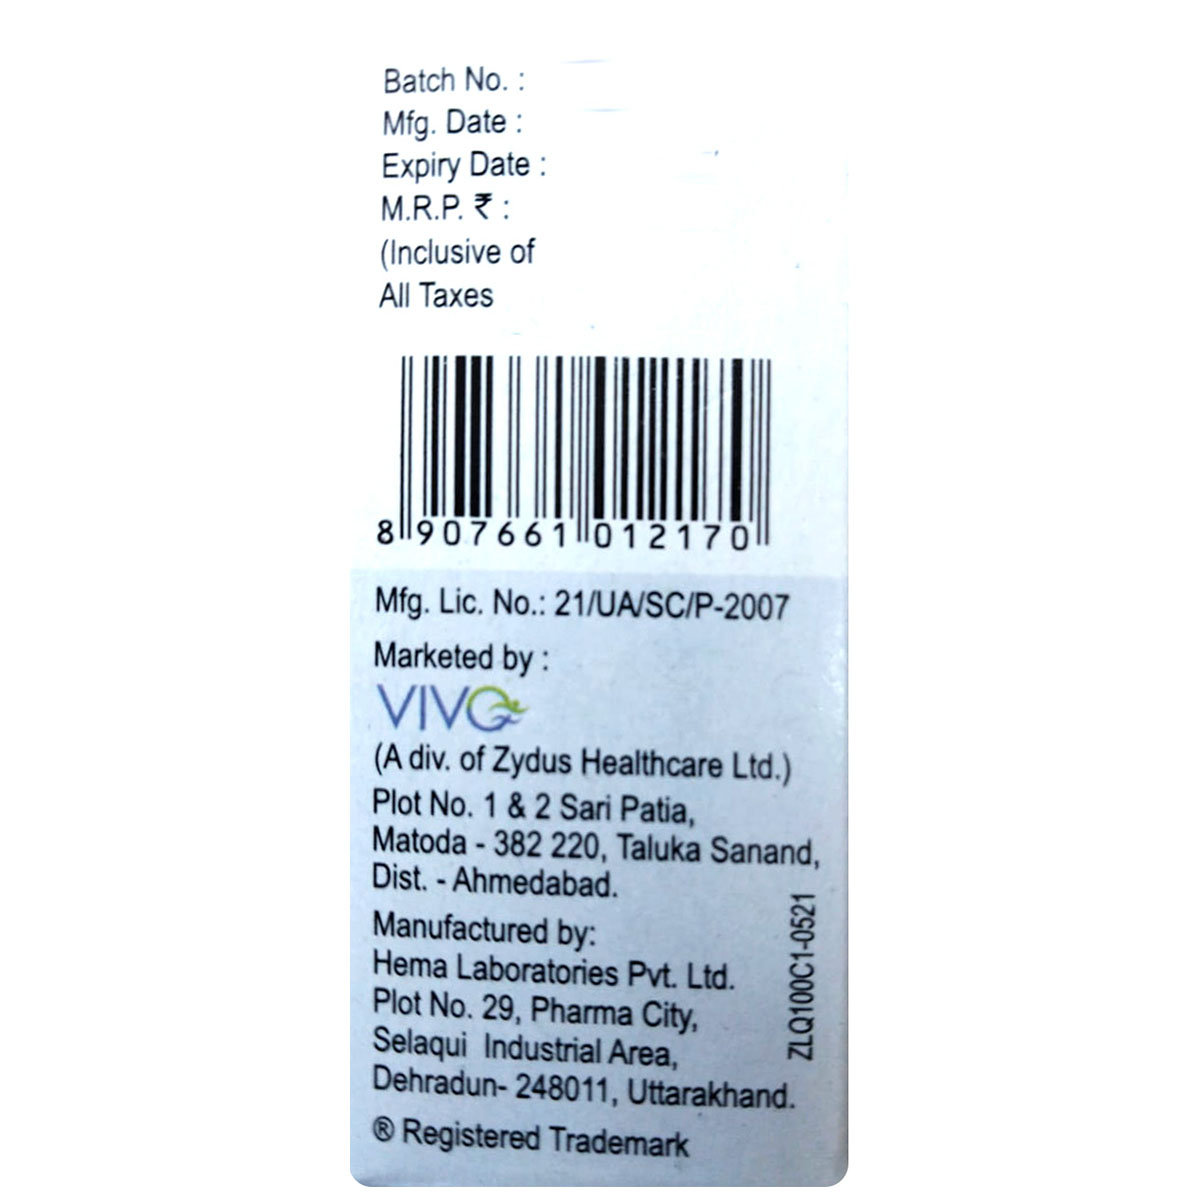 Batch No. :
Mfg. Date :
Expiry Date :
M.R.P. ₹ :
(Inclusive of
All Taxes
8 907661 012170
Mfg. Lic. No.: 21/UA/SC/P-2007
Marketed by :
VIVO
(A div. of Zydus Healthcare Ltd.)
Plot No. 1 & 2 Sari Patia,
Matoda - 382 220, Taluka Sanand,
Dist. - Ahmedabad.
Manufactured by:
Hema Laboratories Pvt. Ltd.
Plot No. 29, Pharma City,
Selaqui Industrial Area,
Dehradun- 248011, Uttarakhand.
® Registered Trademark
ZLQ100C1-0521